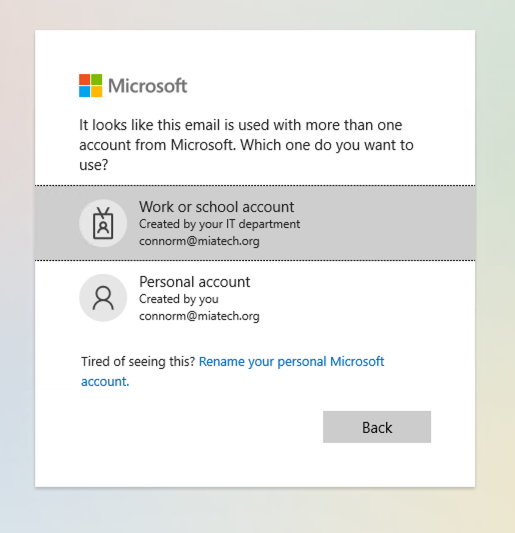 Microsoft
It looks like this email is used with more than one
account from Microsoft. Which one do you want to
use?
Work or school account
Created by your IT department
connorm@miatech.org
Personal account
Created by you
connorm@miatech.org
Tired of seeing this? Rename your personal Microsoft
account.
Back